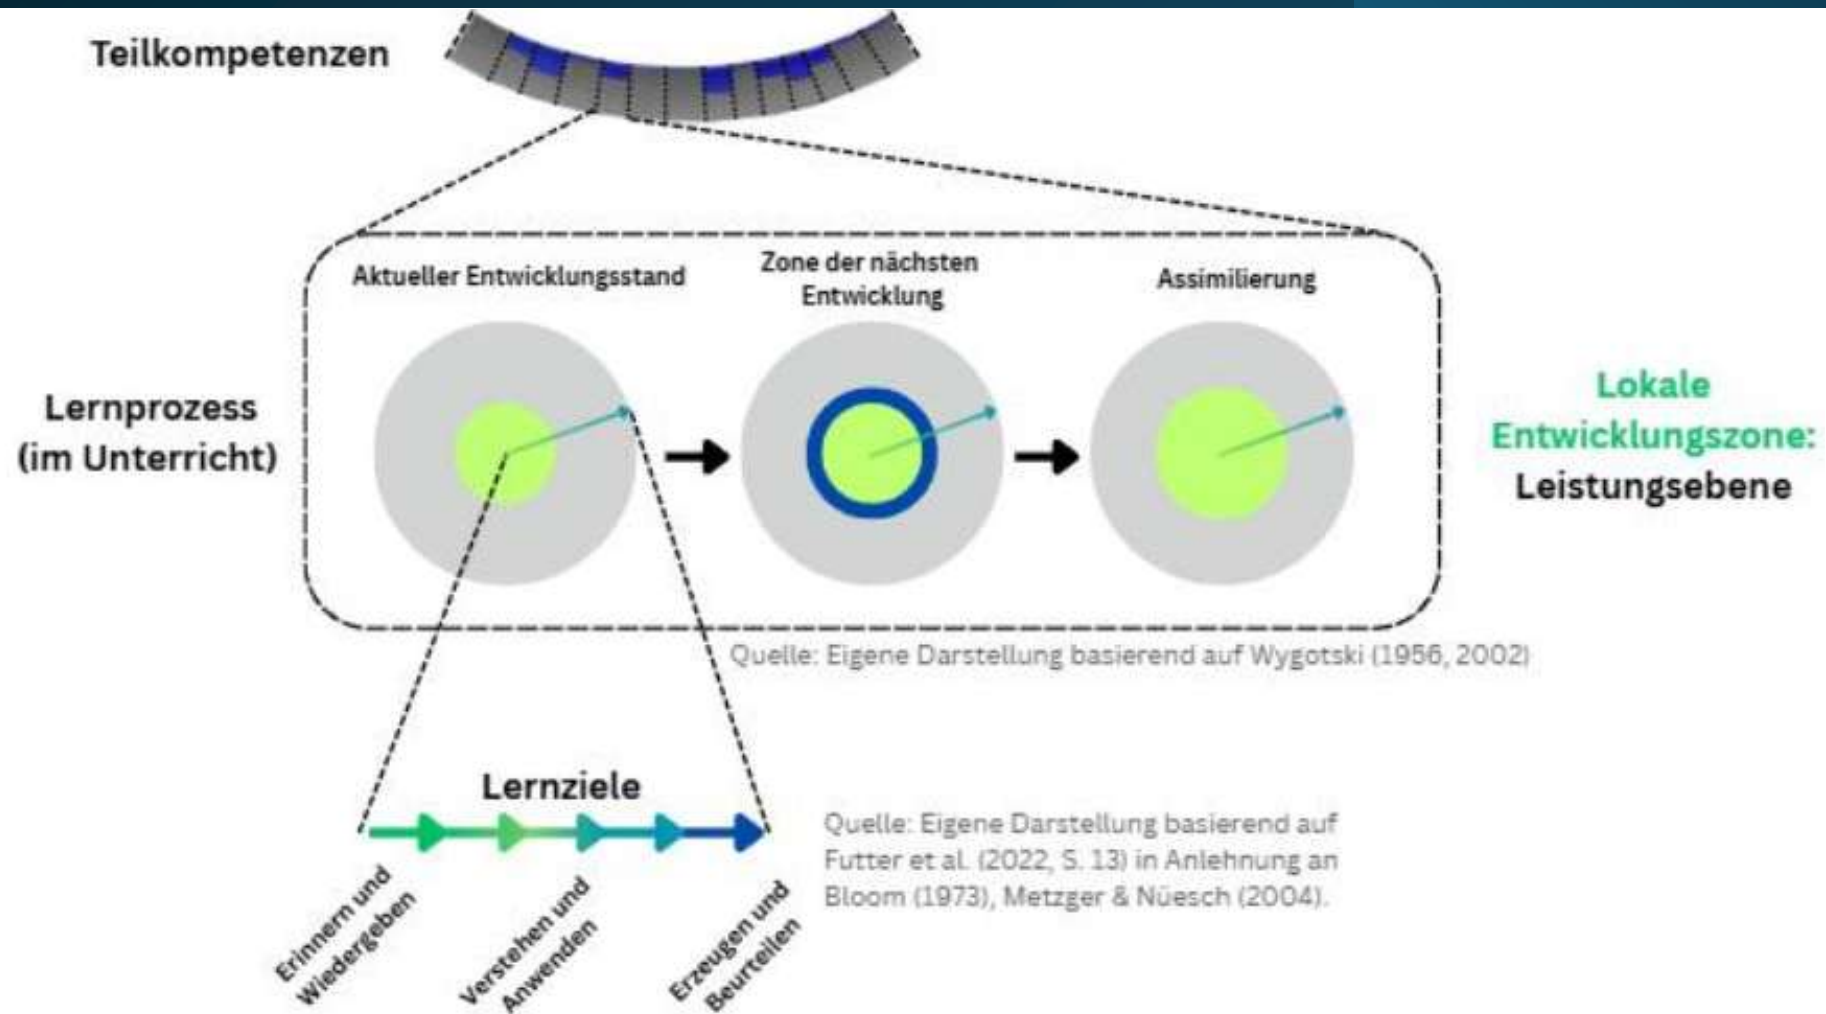 Teilkompetenzen
Aktueller Entwicklungsstand
Zone der nächsten
Entwicklung
Assimilierung
Lernprozess
(im Unterricht)
Lokale
Entwicklungszone:
Leistungsebene
Quelle: Eigene Darstellung basierend auf Wygotski (1956, 2002)
Lernziele
Erinnern und
Wiedergeben
Verstehen und
Anwenden
Erzeugen und
Beurteilen
Quelle: Eigene Darstellung basierend auf
Futter et al. (2022, S. 13) in Anlehnung an
Bloom (1973), Metzger & Nüesch (2004).